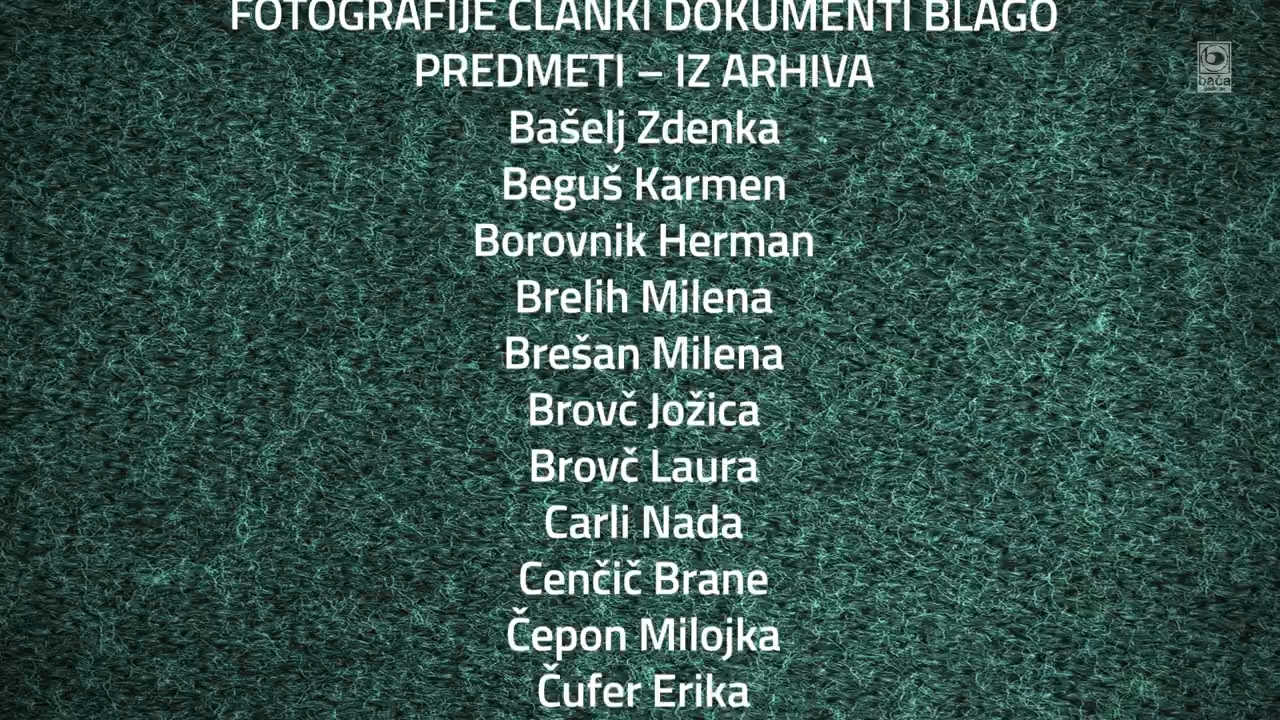 FOTOGRAFIJE ČLANKI DOKUMENTI BLAGO
PREDMETI – IZ ARHIVA
Bašelj Zdenka
Beguš Karmen
Borovnik Herman
Brelih Milena
Brešan Milena
Brovč Jožica
Brovč Laura
Carli Nada
Cenčič Brane
Čepon Milojka
Čufer Erika
bača